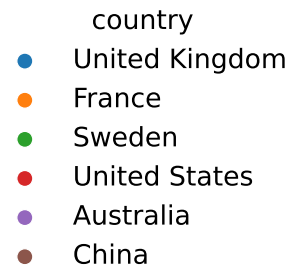 country
United Kingdom
France
Sweden
United States
Australia
China